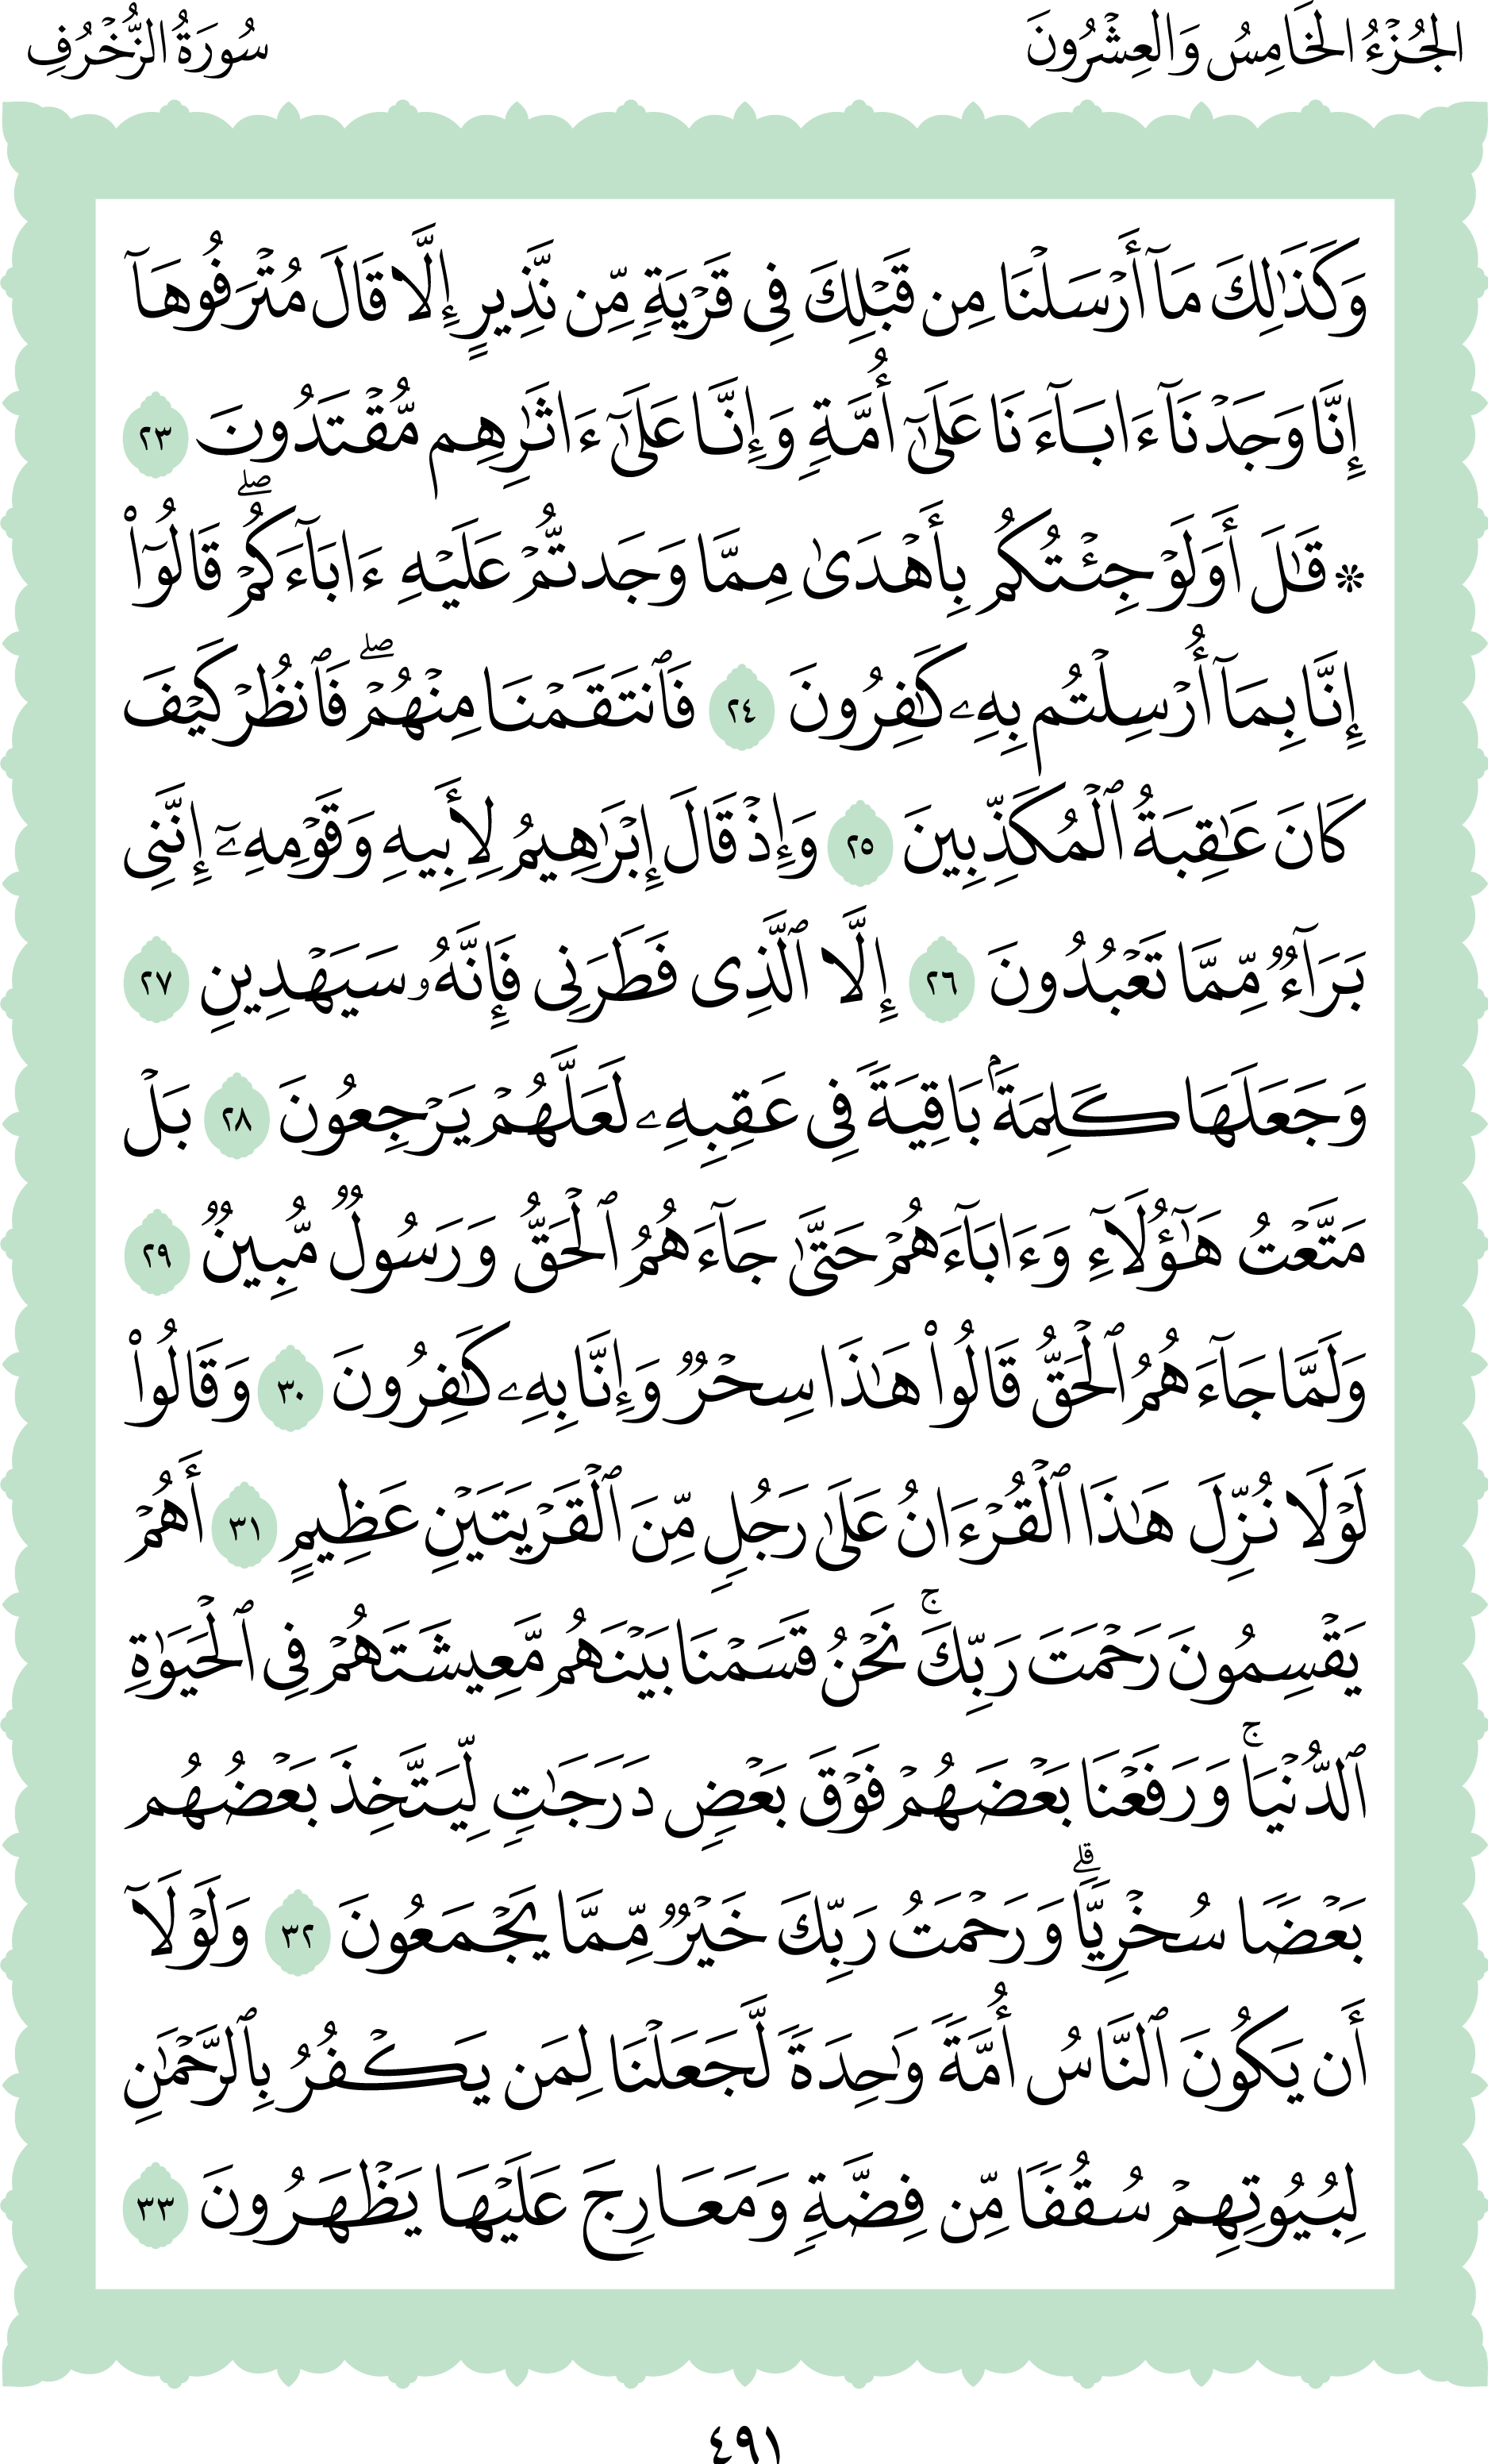 الجُزْءُ الخَامِسُ وَالعِشْرُونَ
سُورَةُ الزُّخْرُفِ
وَكَذَٰلِكَ مَآ أَرۡسَلۡنَا مِن قَبۡلِكَ فِى قَرۡيَةٖ مِّن نَّذِيرٍ إِلَّا قَالَ مُتۡرَفُوهَآ
إِنَّا وَجَدۡنَآ ءَابَآءَنَا عَلَىٰٓ أُمَّةٖ وَإِنَّا عَلَىٰٓ ءَاثَٰرِهِم مُّقۡتَدُونَ ٢٣
۞ قَٰلَ أَوَلَوۡ جِئۡتُكُم بِأَهۡدَىٰ مِمَّا وَجَدتُّمۡ عَلَيۡهِ ءَابَآءَكُمۡۖ قَالُوٓاْ
إِنَّا بِمَآ أُرۡسِلۡتُم بِهِۦ كَٰفِرُونَ ٢٤ فَٱنتَقَمۡنَا مِنۡهُمۡۖ فَٱنظُرۡ كَيۡفَ
كَانَ عَٰقِبَةُ ٱلۡمُكَذِّبِينَ ٢٥ وَإِذۡ قَالَ إِبۡرَٰهِيمُ لِأَبِيهِ وَقَوۡمِهِۦٓ إِنَّنِى
بَرَآءٞ مِّمَّا تَعۡبُدُونَ ٢٦ إِلَّا ٱلَّذِى فَطَرَنِى فَإِنَّهُۥ سَيَهۡدِينِ ٢٧
وَجَعَلَهَا كَلِمَةَۢ بَاقِيَةٗ فِى عَقِبِهِۦ لَعَلَّهُمۡ يَرۡجِعُونَ ٢٨ بَلۡ
مَتَّعۡتُ هَٰٓؤُلَآءِ وَءَابَآءَهُمۡ حَتَّىٰ جَآءَهُمُ ٱلۡحَقُّ وَرَسُولٞ مُّبِينٞ ٢٩
وَلَمَّا جَآءَهُمُ ٱلۡحَقُّ قَالُواْ هَٰذَا سِحۡرٞ وَإِنَّا بِهِۦ كَٰفِرُونَ ٣٠ وَقَالُواْ
لَوۡلَا نُزِّلَ هَٰذَا ٱلۡقُرۡءَانُ عَلَىٰ رَجُلٖ مِّنَ ٱلۡقَرۡيَتَيۡنِ عَظِيمٍ ٣١ أَهُمۡ
يَقۡسِمُونَ رَحۡمَتَ رَبِّكَۚ نَحۡنُ قَسَمۡنَا بَيۡنَهُم مَّعِيشَتَهُمۡ فِى ٱلۡحَيَوٰةِ
ٱلدُّنۡيَاۚ وَرَفَعۡنَا بَعۡضَهُمۡ فَوۡقَ بَعۡضٖ دَرَجَٰتٖ لِّيَتَّخِذَ بَعۡضُهُم
بَعۡضٗا سُخۡرِيّٗاۗ وَرَحۡمَتُ رَبِّكَ خَيۡرٞ مِّمَّا يَجۡمَعُونَ ٣٢ وَلَوۡلَآ
أَن يَكُونَ ٱلنَّاسُ أُمَّةٗ وَٰحِدَةٗ لَّجَعَلۡنَا لِمَن يَكۡفُرُ بِٱلرَّحۡمَٰنِ
لِبُيُوتِهِمۡ سُقُفٗا مِّن فِضَّةٖ وَمَعَارِجَ عَلَيۡهَا يَظۡهَرُونَ ٣٣
٤٩١